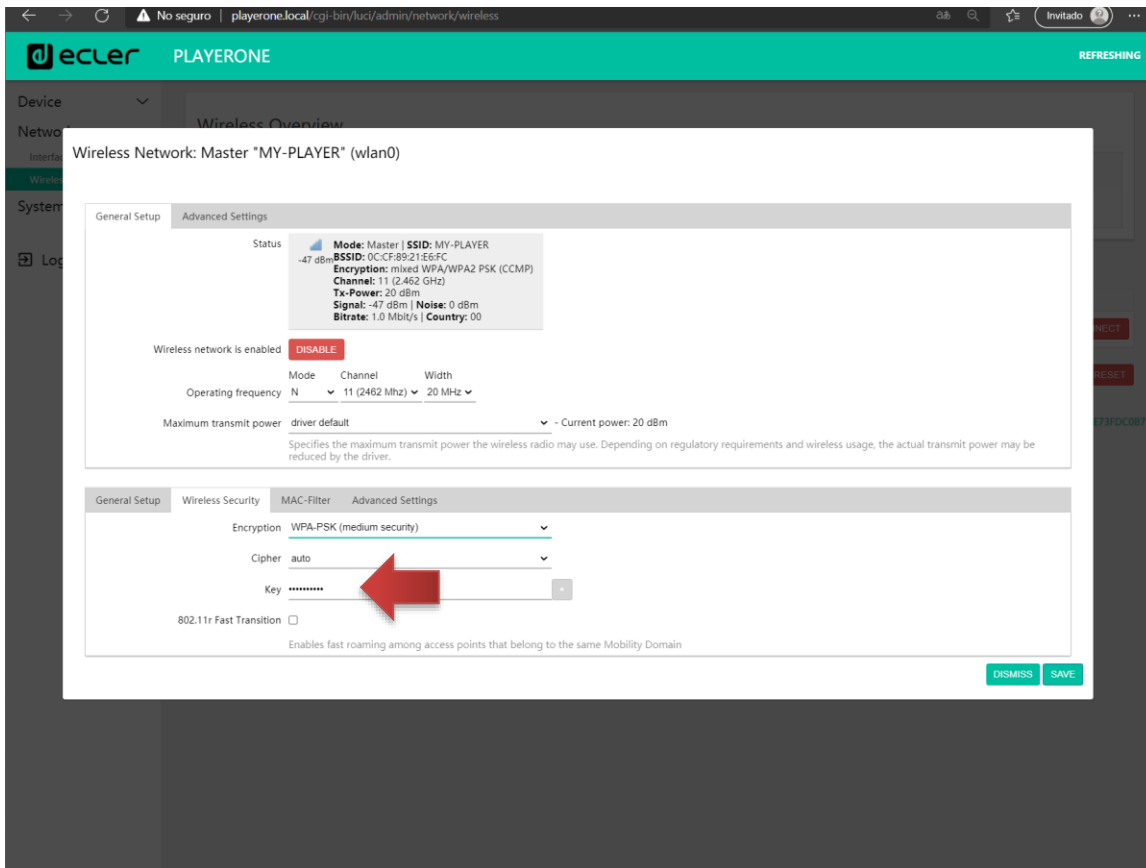 No seguro | playerone.local/cgi-bin/luci/admin/network/wireless
Invitado
ecler PLAYERONE REFRESHING
Device
Wireless Overview
Netwo
Interfac
Wireles
System
Log
NECT
RESET
E73FDC0B7
Wireless Network: Master "MY-PLAYER" (wlan0)
General Setup Advanced Settings
Status
-47 dBm
Mode: Master | SSID: MY-PLAYER
BSSID: 0C:CF:89:21:E6:FC
Encryption: mixed WPA/WPA2 PSK (CCMP)
Channel: 11 (2.462 GHz)
Tx-Power: 20 dBm
Signal: -47 dBm | Noise: 0 dBm
Bitrate: 1.0 Mbit/s | Country: 00
Wireless network is enabled DISABLE
Mode Channel Width
Operating frequency N 11 (2462 Mhz) 20 MHz
Maximum transmit power driver default - Current power: 20 dBm
Specifies the maximum transmit power the wireless radio may use. Depending on regulatory requirements and wireless usage, the actual transmit power may be
reduced by the driver.
General Setup Wireless Security MAC-Filter Advanced Settings
Encryption WPA-PSK (medium security)
Cipher auto
Key ••••••••••
802.11r Fast Transition
Enables fast roaming among access points that belong to the same Mobility Domain
DISMISS SAVE